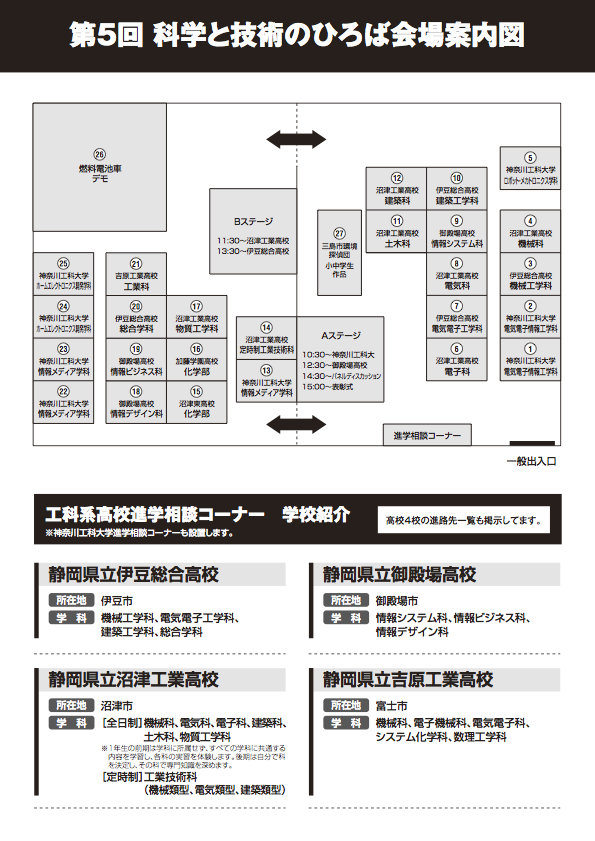 第5回 科学と技術のひろば会場案内図
㉖
燃料電池車
デモ
Bステージ
11:30～沼津工業高校
13:30～伊豆総合高校
㉗
三島市環境
探偵団
小中学生
作品
⑫
沼津工業高校
建築科
⑩
伊豆総合高校
建築工学科
⑤
神奈川工科大学
ロボット・メカトロニクス学科
⑪
沼津工業高校
土木科
⑨
御殿場高校
情報システム科
④
沼津工業高校
機械科
⑧
沼津工業高校
電気科
③
伊豆総合高校
機械工学科
⑦
伊豆総合高校
電気電子工学科
②
神奈川工科大学
電気電子情報工学科
⑥
沼津工業高校
電子科
①
神奈川工科大学
電気電子情報工学科
㉕
神奈川工科大学
ホームエレクトロニクス開発学科
㉑
吉原工業高校
工業科
㉔
神奈川工科大学
ホームエレクトロニクス開発学科
⑳
伊豆総合高校
総合学科
⑰
沼津工業高校
物質工学科
㉓
神奈川工科大学
情報メディア学科
⑲
御殿場高校
情報ビジネス科
⑯
加藤学園高校
化学部
㉒
神奈川工科大学
情報メディア学科
⑱
御殿場高校
情報デザイン科
⑮
沼津東高校
化学部
⑭
沼津工業高校
定時制工業技術科
⑬
神奈川工科大学
情報メディア学科
Aステージ
10:30～神奈川工科大
12:30～御殿場高校
14:30～パネルディスカッション
15:00～表彰式
進学相談コーナー
一般出入口
工科系高校進学相談コーナー 学校紹介
※神奈川工科大学進学相談コーナーも設置します。
高校4校の進路先一覧も掲示してます。
静岡県立伊豆総合高校
所在地 伊豆市
学 科 機械工学科、電気電子工学科、
建築工学科、総合学科
静岡県立御殿場高校
所在地 御殿場市
学 科 情報システム科、情報ビジネス科、
情報デザイン科
静岡県立沼津工業高校
所在地 沼津市
学 科 [全日制]機械科、電気科、電子科、建築科、
土木科、物質工学科
※1年生の前期は学科に所属せず、すべての学科に共通する
内容を学習し、各科の実習を体験します。後期は自分で科
を決定し、その科で専門知識を深めます。
[定時制]工業技術科
（機械類型、電気類型、建築類型）
静岡県立吉原工業高校
所在地 富士市
学 科 機械科、電子機械科、電気電子科、
システム化学科、数理工学科